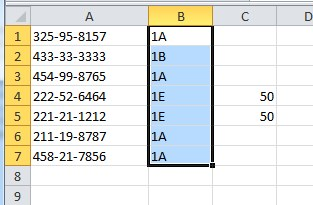 A B C D
1 325-95-8157 1A
2 433-33-3333 1B
3 454-99-8765 1A
4 222-52-6464 1E 50
5 221-21-1212 1E 50
6 211-19-8787 1A
7 458-21-7856 1A
8
9